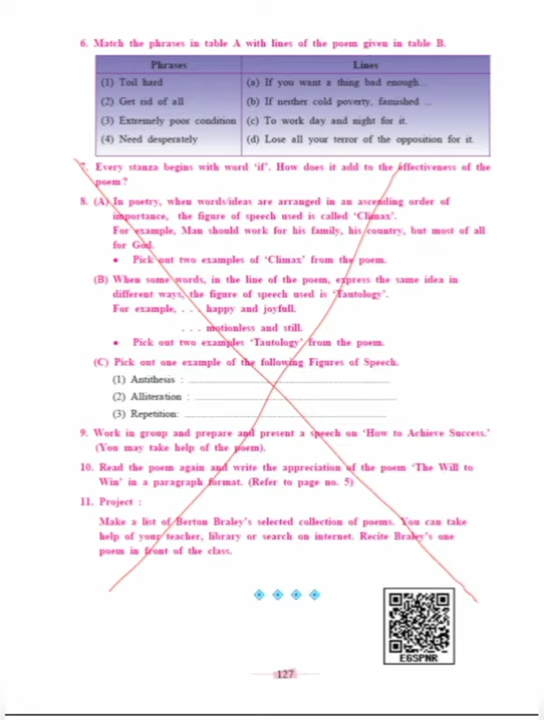 6. Match the phrases in table A with lines of the poem given in table B.
Phrases Lines
(1) Toil hard (a) If you want a thing bad enough...
(2) Get rid of all (b) If neither cold poverty, famished ...
(3) Extremely poor condition (c) To work day and night for it.
(4) Need desperately (d) Lose all your terror of the opposition for it.
7. Every stanza begins with word ‘if’. How does it add to the effectiveness of the
poem?
8. (A) In poetry, when words/ideas are arranged in an ascending order of
importance, the figure of speech used is called ‘Climax’.
For example, Man should work for his family, his country, but most of all
for God.
• Pick out two examples of ‘Climax’ from the poem.
(B) When some words, in the line of the poem, express the same idea in
different ways, the figure of speech used is ‘Tautology’.
For example, . . . happy and joyfull.
. . . motionless and still.
• Pick out two examples ‘Tautology’ from the poem.
(C) Pick out one example of the following Figures of Speech.
(1) Antithesis : ..............................
(2) Alliteration : ..............................
(3) Repetition: ..............................
9. Work in group and prepare and present a speech on ‘How to Achieve Success.’
(You may take help of the poem).
10. Read the poem again and write the appreciation of the poem ‘The Will to
Win’ in a paragraph format. (Refer to page no. 5)
11. Project :
Make a list of Berton Braley’s selected collection of poems. You can take
help of your teacher, library or search on internet. Recite Braley’s one
poem in front of the class.
E6SPNR
127